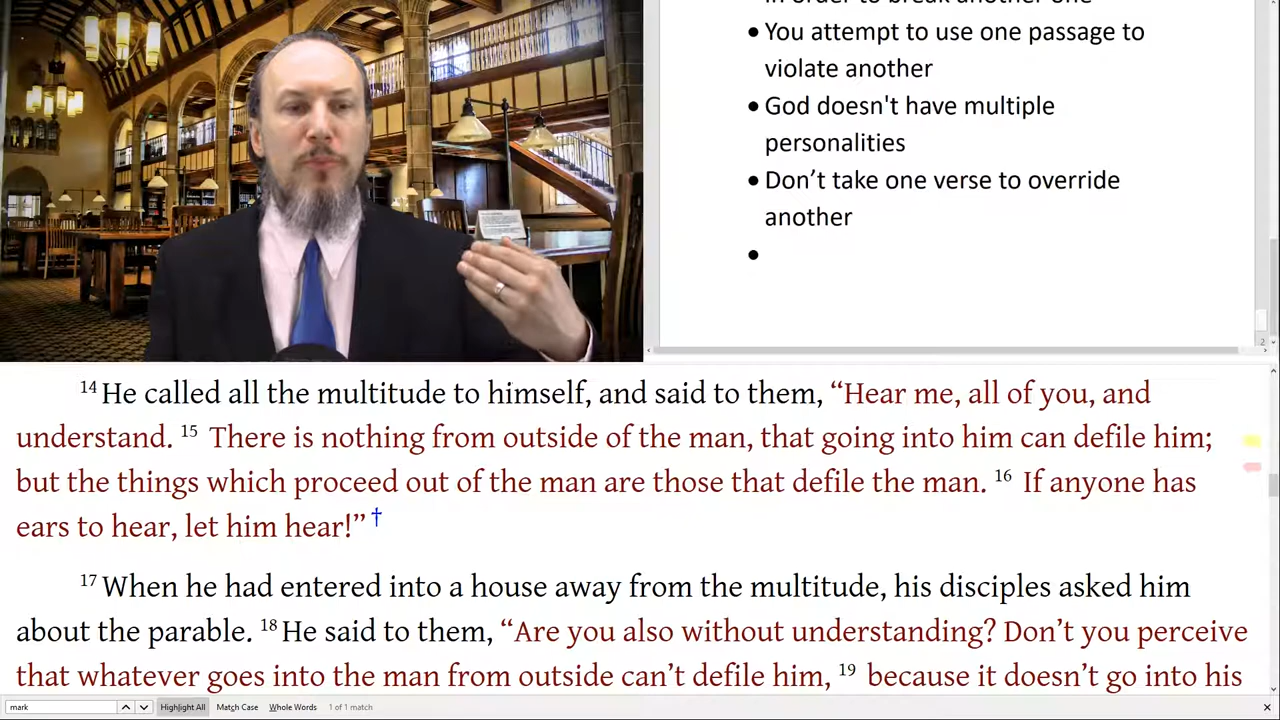 in order to break another one
• You attempt to use one passage to
violate another
• God doesn't have multiple
personalities
• Don’t take one verse to override
another
•
2
14 He called all the multitude to himself, and said to them, “Hear me, all of you, and
understand. 15 There is nothing from outside of the man, that going into him can defile him;
but the things which proceed out of the man are those that defile the man. 16 If anyone has
ears to hear, let him hear!” †
17 When he had entered into a house away from the multitude, his disciples asked him
about the parable. 18 He said to them, “Are you also without understanding? Don’t you perceive
that whatever goes into the man from outside can’t defile him, 19 because it doesn’t go into his
mark Highlight All Match Case Whole Words 1 of 1 match